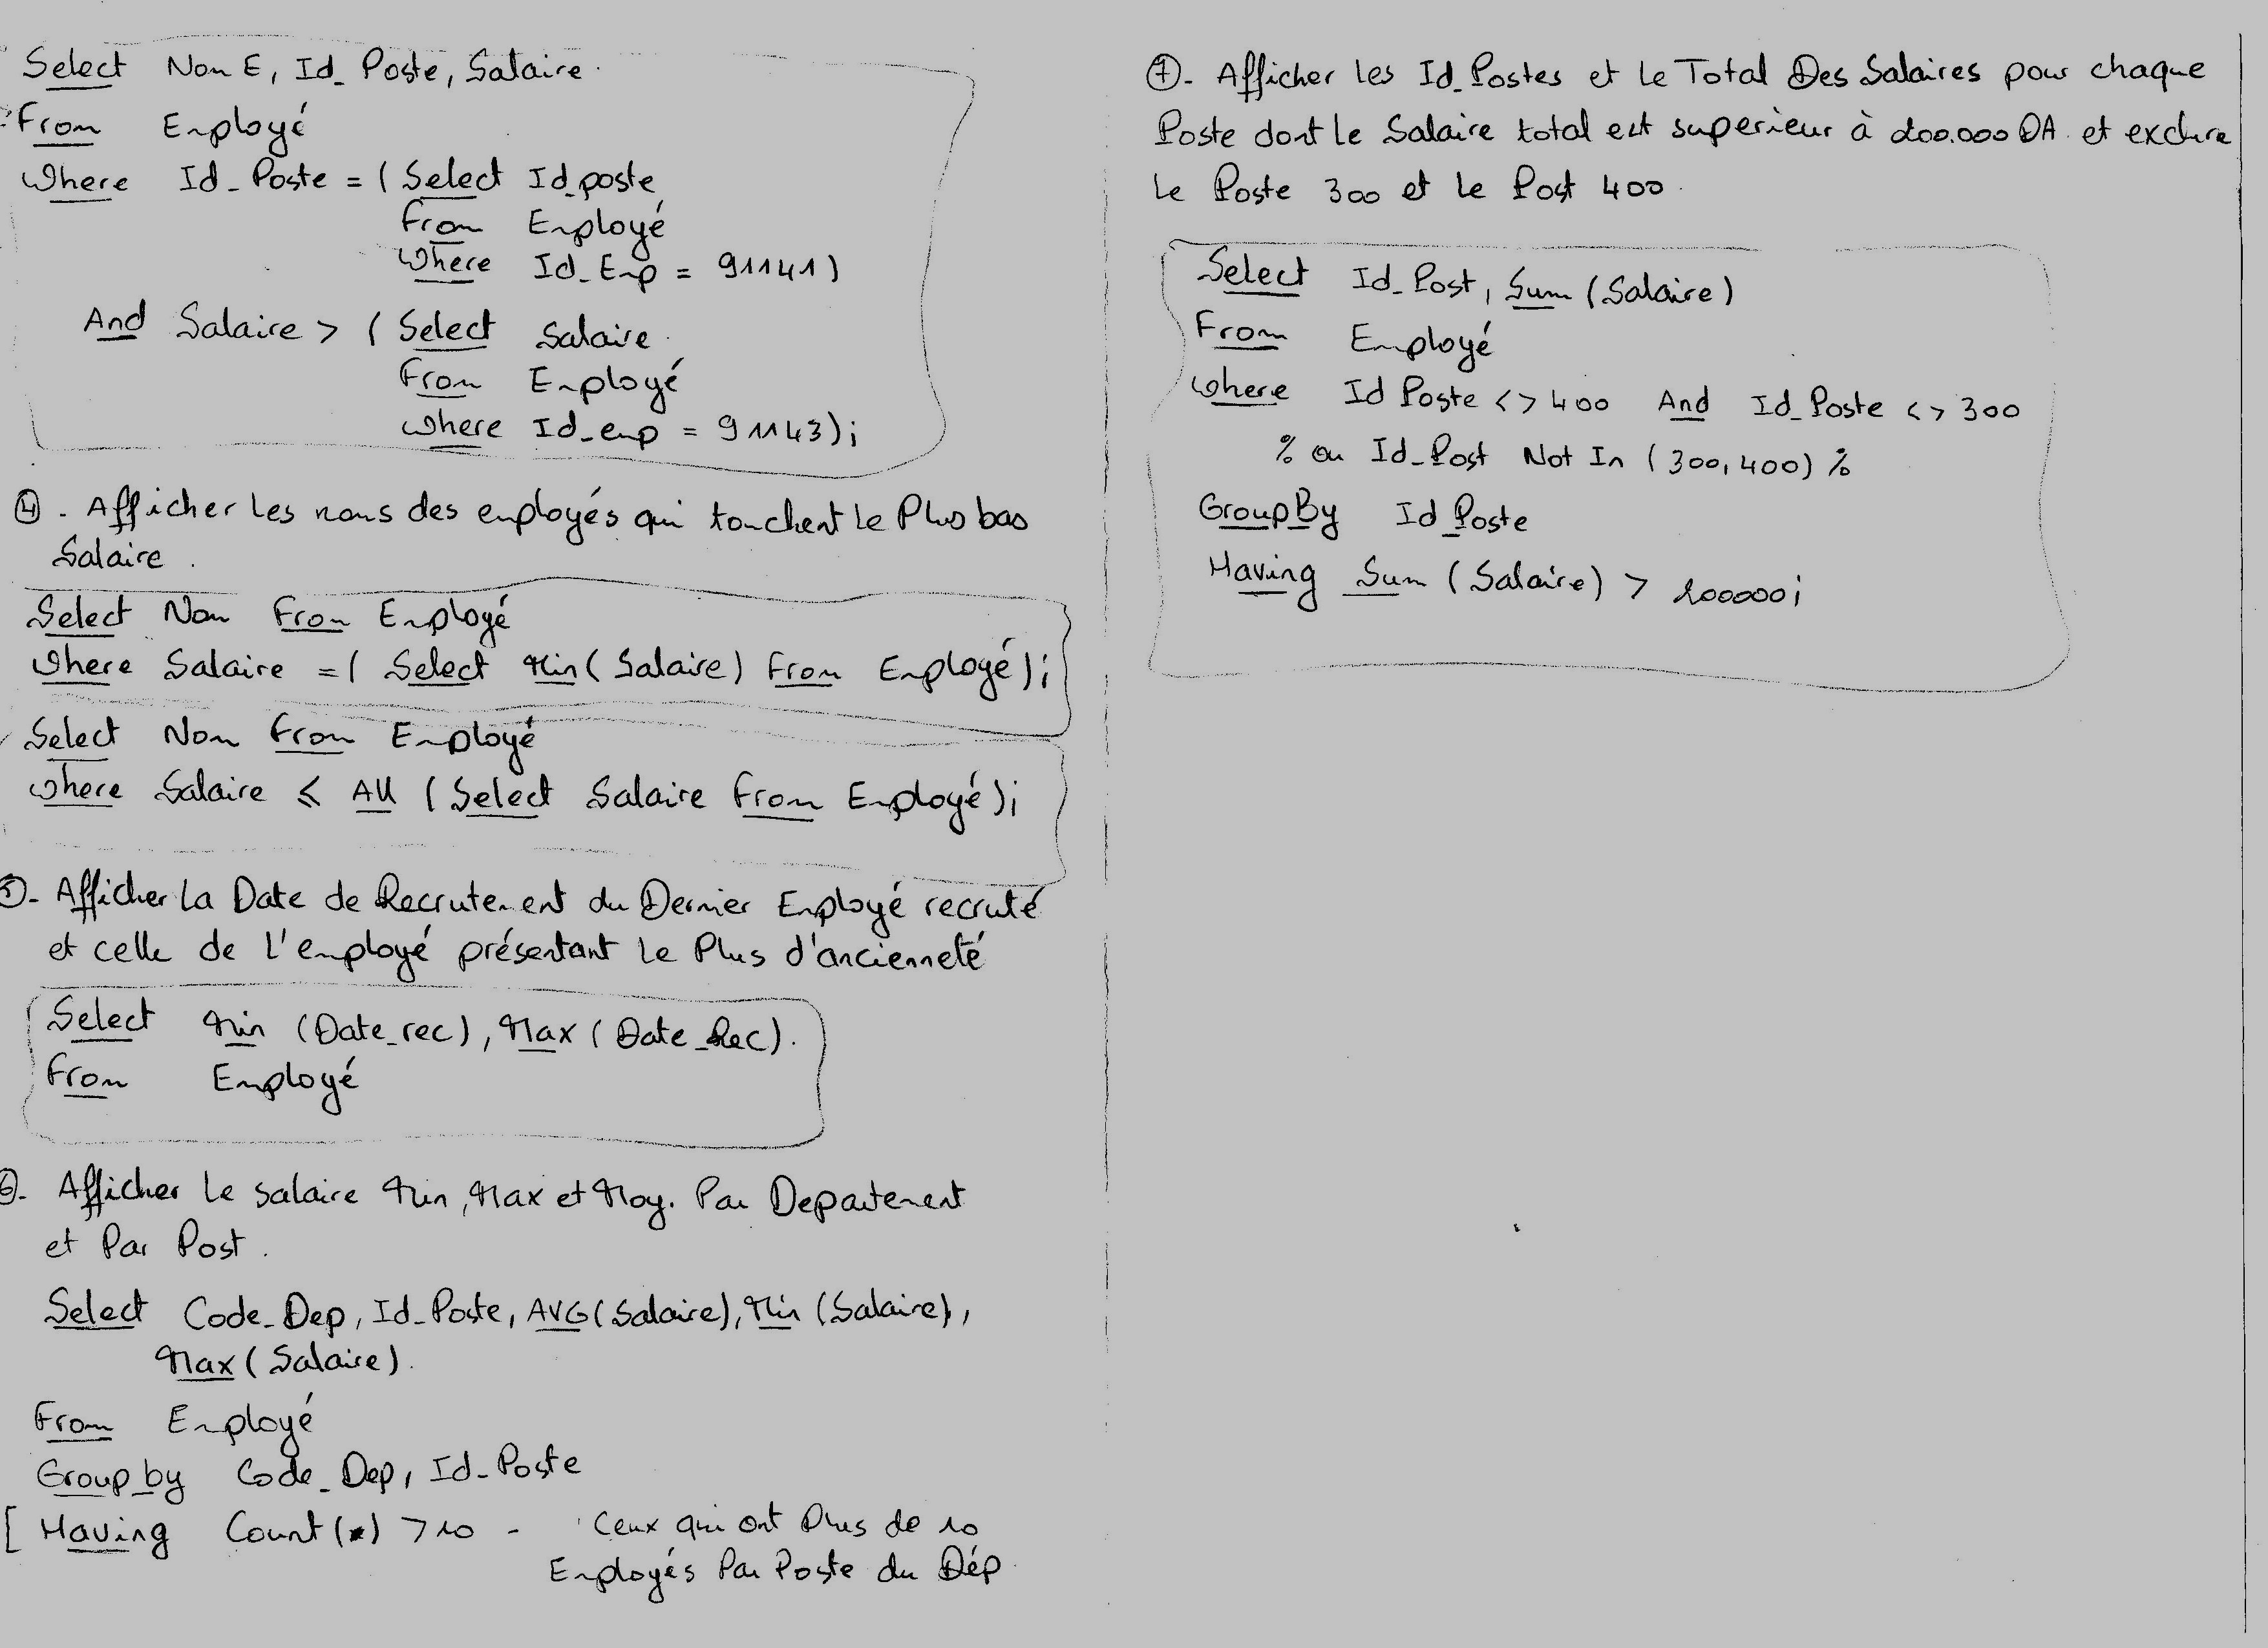 Select Nom E, Id_Poste, Salaire.
From Employé
Where Id_Poste = (Select Id_poste
From Employé
Where Id_Emp = 91141)
And Salaire > (Select Salaire.
From Employé
Where Id_emp = 91143);
④. Afficher les noms des employés qui touchent le Plus bas
Salaire.
Select Nom From Employé
Where Salaire = (Select Min(Salaire) From Employé);
Select Nom From Employé
Where Salaire ≤ All (Select Salaire From Employé);
⑤. Afficher la Date de Recrutement du Dernier Employé recruté
et celle de l'employé présentant le Plus d'ancienneté
Select Min (Date_rec), Max (Date_Rec).
From Employé
⑥. Afficher le salaire Min, Max et Moy. Par Departement
et Par Post.
Select Code_Dep, Id_Poste, AVG(Salaire), Min (Salaire),
Max (Salaire).
From Employé
Group by Code_Dep, Id_Poste
[ Having Count(*) >10 - Ceux qui ont Plus de 10
Employés Par Poste du Dép.
⑦. Afficher les Id_Postes et le Total Des Salaires pour chaque
Poste dont le Salaire total est superieur à 200.000 DA. et exclure
le Poste 300 et le Post 400.
Select Id_Post, Sum (Salaire)
From Employé
Where Id Poste <> 400 And Id_Poste <> 300
% ou Id_Post Not In (300, 400) %
Group By Id_Poste
Having Sum (Salaire) > 200000;